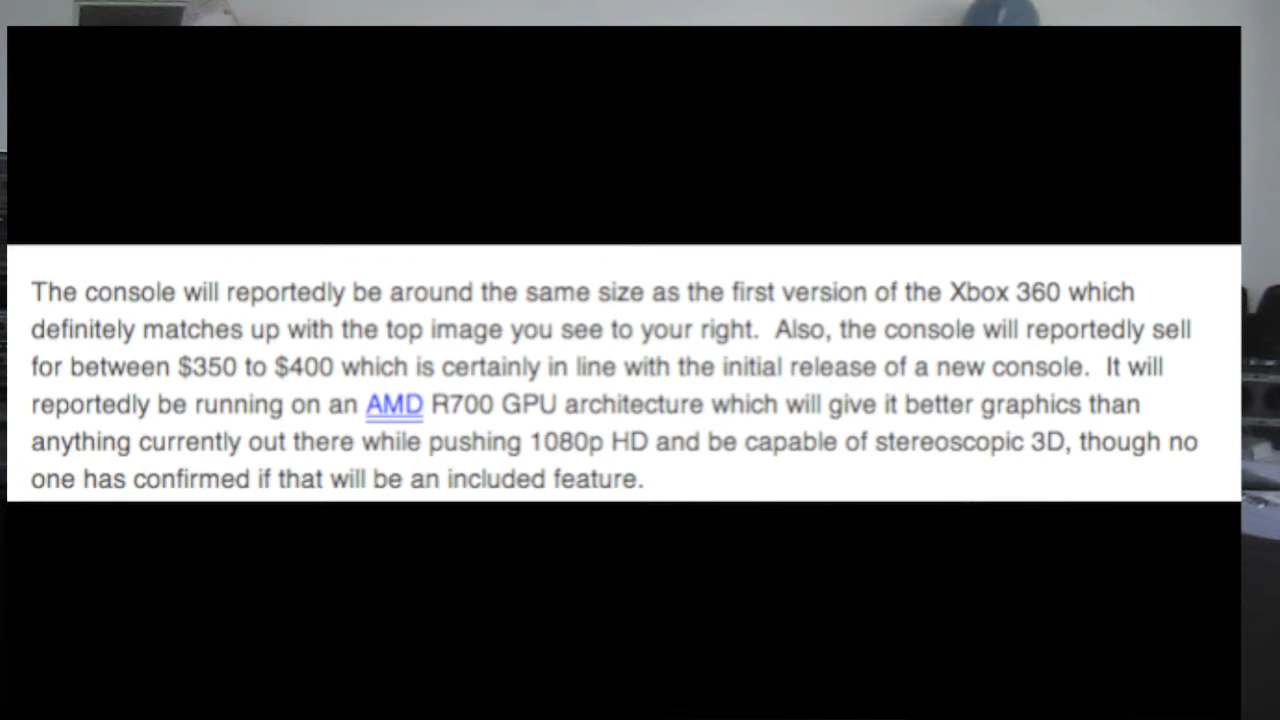 The console will reportedly be around the same size as the first version of the Xbox 360 which
definitely matches up with the top image you see to your right.  Also, the console will reportedly sell
for between $350 to $400 which is certainly in line with the initial release of a new console.  It will
reportedly be running on an AMD R700 GPU architecture which will give it better graphics than
anything currently out there while pushing 1080p HD and be capable of stereoscopic 3D, though no
one has confirmed if that will be an included feature.